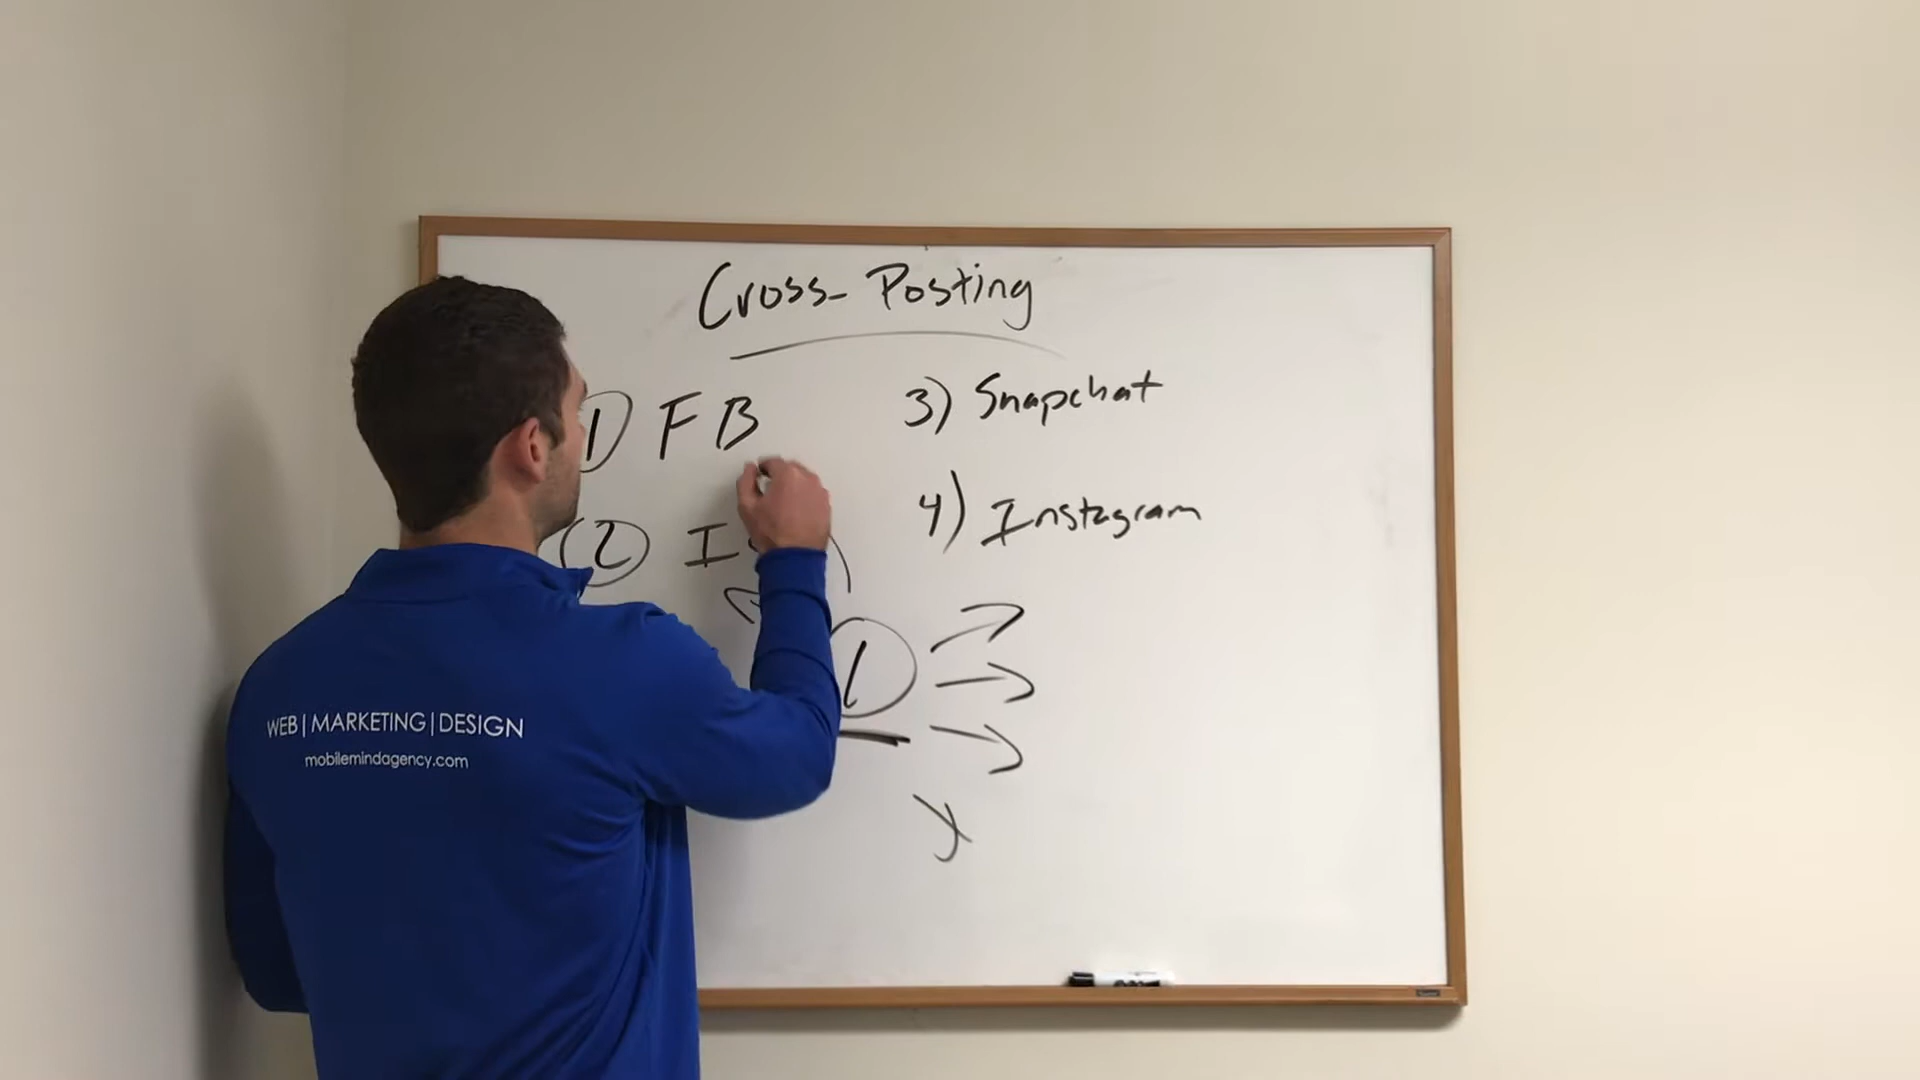 Cross-Posting
1) FB
2
3) Snapchat
4) Instagram
1
WEB|MARKETING|DESIGN
mobilemindagency.com